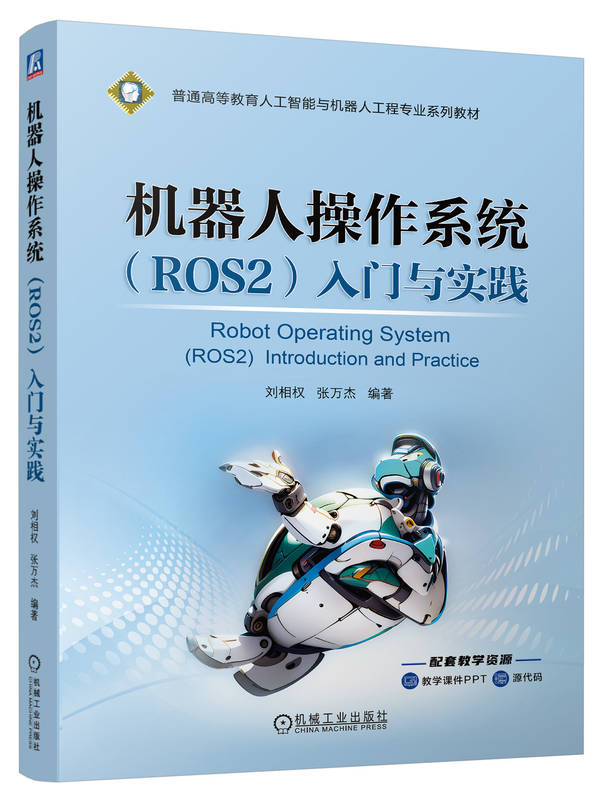 普通高等教育人工智能与机器人工程专业系列教材
机器人操作系统
（ROS2）入门与实践
Robot Operating System
(ROS2) Introduction and Practice
刘相权 张万杰 编著
配套教学资源
教学课件PPT 源代码
机械工业出版社
CHINA MACHINE PRESS
机器人操作系统（ROS2）入门与实践
刘相权 张万杰 编著
机械工业出版社
CHINA MACHINE PRESS